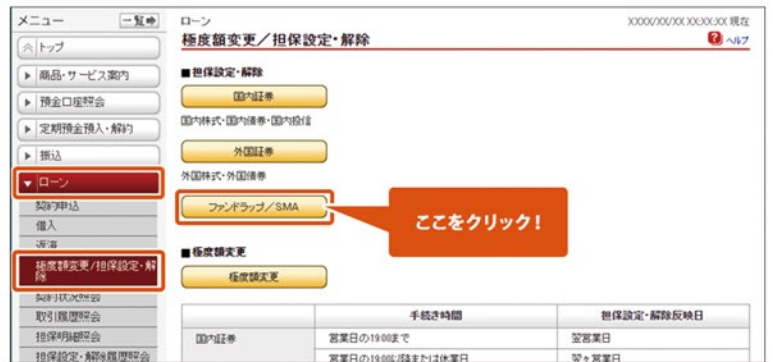 メニュー
一覧
トップ
商品・サービス案内
預金口座照会
定期預金預入・解約
振込
ローン
契約申込
借入
返済
極度額変更/担保設定・解
除
契約状況照会
取引履歴照会
担保明細照会
担保設定・解除履歴照会
ローン
XXXX/XX/XX XX:XX:XX 現在
極度額変更/担保設定・解除
? ヘルプ
■担保設定・解除
国内証券
国内株式・国内債券・国内投信
外国証券
外国株式・外国債券
ファンドラップ/SMA
ここをクリック!
■極度額変更
極度額変更
手続き時間
担保設定・解除反映日
国内証券
営業日の19:00まで
翌営業日
営業日の19:00以降または休業日
翌々営業日